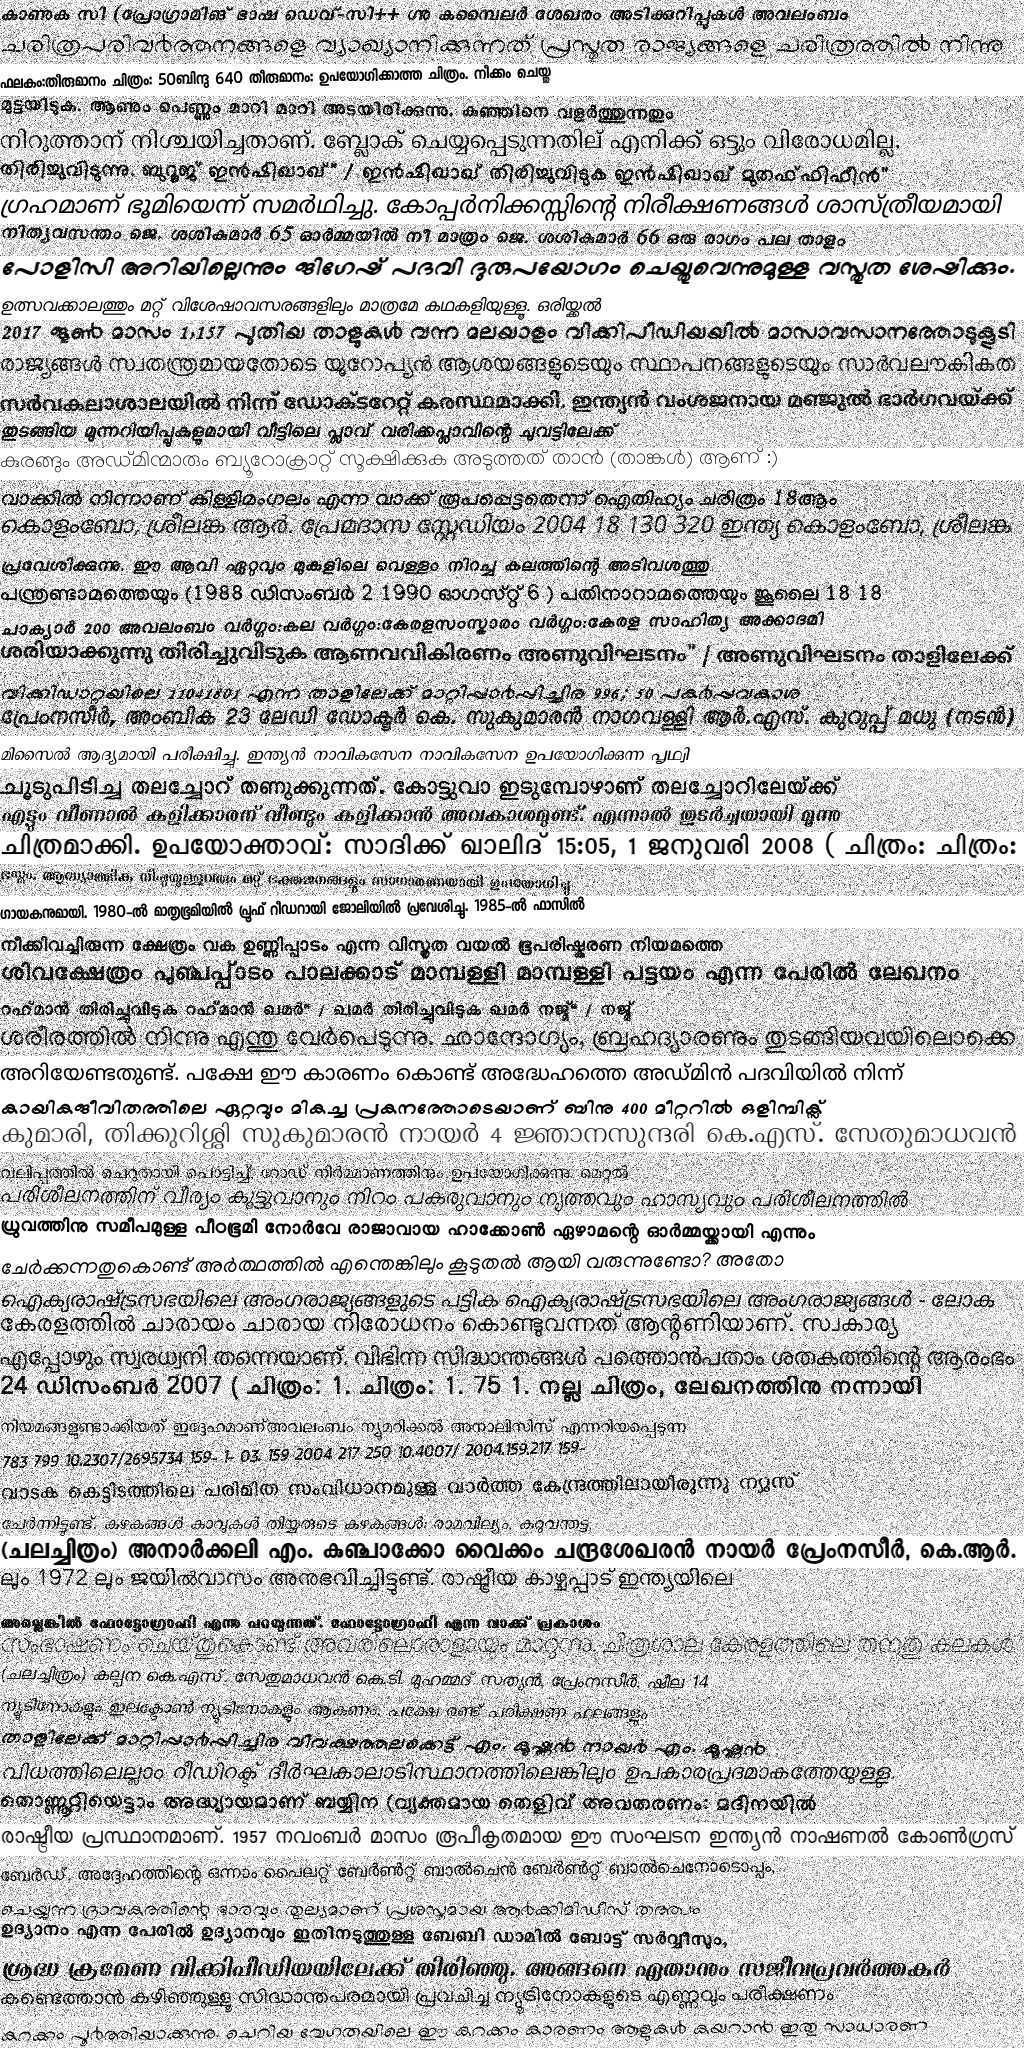 കാണുക സി (പ്രോഗ്രാമിങ് ഭാഷ ഡെവ്-സി++ ഗ്നു കമ്പൈലർ ശേഖരം അടിക്കുറിപ്പുകൾ അവലംബം
ചരിത്രപരിവർത്തനങ്ങളെ വ്യാഖ്യാനിക്കുന്നത് പ്രസ്തുത രാജ്യങ്ങളെ ചരിത്രത്തിൽ നിന്നു
ഫലകം:തിരുമാനം ചിത്രം: 50ബിന്ദു 640 തിരുമാനം: ഉപയോഗിക്കാത്ത ചിത്രം. നീക്കം ചെയ്തു
മുട്ടയിടുക. ആണും പെണ്ണും മാറി മാറി അടയിരിക്കുന്നു. കുഞ്ഞിനെ വളർത്തുന്നതും
നിറുത്താന് നിശ്ചയിച്ചതാണ്. ബ്ലോക് ചെയ്യപ്പെടുന്നതില് എനിക്ക് ഒട്ടും വിരോധമില്ല.
തിരിച്ചുവിടുന്നു. ബുറൂജ് ഇൻഷിഖാഖ്" / ഇൻഷിഖാഖ് തിരിച്ചുവിടുക ഇൻഷിഖാഖ് മുതഫ്ഫിഫീൻ"
ഗ്രഹമാണ് ഭൂമിയെന്ന് സമർഥിച്ചു. കോപ്പർനിക്കസ്സിന്റെ നിരീക്ഷണങ്ങൾ ശാസ്ത്രീയമായി
നിത്യവസന്തം ജെ. ശശികുമാർ 65 ഓർമ്മയിൽ നീ മാത്രം ജെ. ശശികുമാർ 66 ഒരു രാഗം പല താളം
പോളിസി അറിയില്ലെന്നും ജിഗേഷ് പദവി ദുരുപയോഗം ചെയ്തുവെന്നുമുള്ള വസ്തുത ശേഷിക്കും.
ഉത്സവക്കാലത്തും മറ്റ് വിശേഷാവസരങ്ങളിലും മാത്രമേ കഥകളിയുള്ളൂ. ഒരിയ്ക്കൽ
2017 ജൂൺ മാസം 1,157 പുതിയ താളുകൾ വന്ന മലയാളം വിക്കിപീഡിയയിൽ മാസാവസാനത്തോടുകൂടി
രാജ്യങ്ങൾ സ്വതന്ത്രമായതോടെ യൂറോപ്യൻ ആശയങ്ങളുടെയും സ്ഥാപനങ്ങളുടെയും സാർവലൗകികത
സർവകലാശാലയിൽ നിന്ന് ഡോക്ടറേറ്റ് കരസ്ഥമാക്കി. ഇന്ത്യൻ വംശജനായ മഞ്ജുൽ ഭാർഗവയ്ക്ക്
തുടങ്ങിയ മുന്നറിയിപ്പുകളുമായി വീട്ടിലെ പ്ലാവ് വരിക്കപ്ലാവിന്റെ ചുവട്ടിലേക്ക്
കുരങ്ങും അഡ്മിന്മാരും ബ്യൂറോക്രാറ്റ് സൂക്ഷിക്കുക അടുത്തത് താൻ (താങ്കൾ) ആണ് :)
വാക്കിൽ നിന്നാണ് കിള്ളിമംഗലം എന്ന വാക്ക് രൂപപ്പെട്ടതെന്ന് ഐതിഹ്യം ചരിത്രം 18ആം
കൊളംബോ, ശ്രീലങ്ക ആർ. പ്രേമദാസ സ്റ്റേഡിയം 2004 18 130 320 ഇന്ത്യ കൊളംബോ, ശ്രീലങ്ക
പ്രവേശിക്കുന്നു. ഈ ആവി ഏറ്റവും മുകളിലെ വെള്ളം നിറച്ച കലത്തിന്റെ അടിവശത്തു
പന്ത്രണ്ടാമത്തെയും (1988 ഡിസംബർ 2 1990 ഓഗസ്റ്റ് 6 ) പതിനാറാമത്തെയും ജൂലൈ 18 18
ചാക്യാർ 200 അവലംബം വർഗ്ഗം:കല വർഗ്ഗം:കേരളസംസ്കാരം വർഗ്ഗം:കേരള സാഹിത്യ അക്കാദമി
ശരിയാക്കുന്നു തിരിച്ചുവിടുക ആണവവികിരണം അണുവിഘടനം" / അണുവിഘടനം താളിലേക്ക്
വിക്കിഡാറ്റയിലെ 11041801 എന്ന താളിലേക്ക് മാറ്റിപ്പാർപ്പിച്ചിര 996; 50 പകർപ്പവകാശ
പ്രേംനസീർ, അംബിക 23 ലേഡി ഡോക്ടർ കെ. സുകുമാരൻ നാഗവള്ളി ആർ.എസ്. കുറുപ്പ് മധു (നടൻ)
മിസൈൽ ആദ്യമായി പരീക്ഷിച്ചു. ഇന്ത്യൻ നാവികസേന നാവികസേന ഉപയോഗിക്കുന്ന പൃഥ്വി
ചൂടുപിടിച്ച തലച്ചോറ് തണുക്കുന്നത്. കോട്ടുവാ ഇടുമ്പോഴാണ് തലച്ചോറിലേയ്ക്ക്
എട്ടും വീണാൽ കളിക്കാരന് വീണ്ടും കളിക്കാൻ അവകാശമുണ്ട്. എന്നാൽ തുടർച്ചയായി മൂന്നു
ചിത്രമാക്കി. ഉപയോക്താവ്: സാദിക്ക് ഖാലിദ് 15:05, 1 ജനുവരി 2008 ( ചിത്രം: ചിത്രം:
ഗായകനുമായി. 1980-ൽ മാതൃഭൂമിയിൽ പ്രൂഫ് റീഡറായി ജോലിയിൽ പ്രവേശിച്ചു. 1985-ൽ ഫാസിൽ
നീക്കിവച്ചിരുന്ന ക്ഷേത്രം വക ഉണ്ണിപ്പാടം എന്ന വിസ്തൃത വയൽ ഭൂപരിഷ്കരണ നിയമത്തെ
ശിവക്ഷേത്രം പുഞ്ചപ്പ്‌ാടം പാലക്കാട് മാമ്പള്ളി മാമ്പള്ളി പട്ടയം എന്ന പേരിൽ ലേഖനം
റഹ്‌മാൻ തിരിച്ചുവിടുക റഹ്‌മാൻ ഖമർ" / ഖമർ തിരിച്ചുവിടുക ഖമർ നജ്മ്" / നജ്മ്
ശരീരത്തിൽ നിന്നു എന്തു വേർപെടുന്നു. ഛാന്ദോഗ്യം, ബ്രഹദ്യാരണ്യം തുടങ്ങിയവയിലൊക്കെ
അറിയേണ്ടതുണ്ട്. പക്ഷേ ഈ കാരണം കൊണ്ട് അദ്ധേഹത്തെ അഡ്മിൻ പദവിയിൽ നിന്ന്
കായികജീവിതത്തിലെ ഏറ്റവും മികച്ച പ്രകനത്തോടെയാണ് ബിനു 400 മീറ്ററിൽ ഒളിമ്പിക്സ്
കുമാരി, തിക്കുറിശ്ശി സുകുമാരൻ നായർ 4 ജ്ഞാനസുന്ദരി കെ.എസ്. സേതുമാധവൻ
വലിപ്പത്തിൽ ചെറുതായി പൊട്ടിച്ച് റോഡ് നിർമ്മാണത്തിനും ഉപയോഗിക്കുന്നു. മെറ്റൽ
പരിശീലനത്തിന് വീര്യം കൂട്ടുവാനും നിറം പകരുവാനും നൃത്തവും ഹാസ്യവും പരിശീലനത്തിൽ
ധ്രുവത്തിനു സമീപമുള്ള പീഠഭൂമി നോർവേ രാജാവായ ഹാക്കോൺ ഏഴാമന്റെ ഓർമ്മയ്ക്കായി എന്നും
ചേർക്കുന്നതുകൊണ്ട് അർത്ഥത്തിൽ എന്തെങ്കിലും കൂടുതൽ ആയി വരുന്നുണ്ടോ? അതോ
ഐക്യരാഷ്ട്രസഭയിലെ അംഗരാജ്യങ്ങളുടെ പട്ടിക ഐക്യരാഷ്ട്രസഭയിലെ അംഗരാജ്യങ്ങൾ - ലോക
കേരളത്തിൽ ചാരായം ചാരായ നിരോധനം കൊണ്ടുവന്നത് ആന്റണിയാണ്. സ്വകാര്യ
എപ്പോഴും സ്വരധ്വനി തന്നെയാണ്. വിഭിന്ന സിദ്ധാന്തങ്ങൾ പത്തൊൻപതാം ശതകത്തിന്റെ ആരംഭം
24 ഡിസംബർ 2007 ( ചിത്രം: 1. ചിത്രം: 1. 75 1. നല്ല ചിത്രം, ലേഖനത്തിനു നന്നായി
നിയമങ്ങളുണ്ടാക്കിയത് ഇദ്ദേഹമാണ്അവലംബം ന്യുമറിക്കൽ അനാലിസിസ് എന്നറിയപ്പെടുന്ന
783 799 10.2307/2695734 159- 1- 03. 159 2004 217 250 10.4007/ 2004.159.217 159-
വാടക കെട്ടിടത്തിലെ പരിമിത സംവിധാനമുള്ള വാർത്ത കേന്ദ്രത്തിലായിരുന്നു ന്യൂസ്
ചേർന്നിട്ടുണ്ട്. കഴകങ്ങൾ കാവുകൾ തിയ്യരുടെ കഴകങ്ങൾ: രാമവില്യം, കുറുവന്തട്ട,
(ചലച്ചിത്രം) അനാർക്കലി എം. കുഞ്ചാക്കോ വൈക്കം ചന്ദ്രശേഖരൻ നായർ പ്രേംനസീർ, കെ.ആർ.
ലും 1972 ലും ജയിൽവാസം അനുഭവിച്ചിട്ടുണ്ട്. രാഷ്ട്രീയ കാഴ്ചപ്പാട് ഇന്ത്യയിലെ
അല്ലെങ്കിൽ ഫോട്ടോഗ്രാഫി എന്നു പറയുന്നത്. ഫോട്ടോഗ്രാഫി എന്ന വാക്ക് പ്രകാശം
സംഭാഷണം ചെയ്തുകൊണ്ട് അവരിലൊരാളായും മാറുന്നു. ചിത്രശാല കേരളത്തിലെ തനതു കലകൾ
(ചലച്ചിത്രം) കല്പന കെ.എസ്. സേതുമാധവൻ കെ.ടി. മുഹമ്മദ് സത്യൻ, പ്രേംനസീർ, ഷീല 14
ന്യൂട്രിനോകളും ഇലക്ട്രോൺ ന്യൂട്രിനോകളും ആകണം. പക്ഷേ രണ്ട് പരീക്ഷണ ഫലങ്ങളും
താളിലേക്ക് മാറ്റിപ്പാർപ്പിച്ചിര വിവക്ഷത്തലക്കെട്ട് എം. കൃഷ്ണൻ നായർ എം. കൃഷ്ണൻ
വിധത്തിലെല്ലാം റീഡിറക്ട് ദീർഘകാലാടിസ്ഥാനത്തിലെങ്കിലും ഉപകാരപ്രദമാകത്തേയുള്ളൂ.
തൊണ്ണൂറ്റിയെട്ടാം അദ്ധ്യായമാണ് ബയ്യിന (വ്യക്തമായ തെളിവ് അവതരണം: മദീനയിൽ
രാഷ്ട്രീയ പ്രസ്ഥാനമാണ്. 1957 നവംബർ മാസം രൂപീകൃതമായ ഈ സംഘടന ഇന്ത്യൻ നാഷണൽ കോൺഗ്രസ്
ബേർഡ്. അദ്ദേഹത്തിന്റെ ഒന്നാം പൈലറ്റ് ബേർൺറ്റ് ബാൽചെൻ ബേർൺറ്റ് ബാൽചെനോടൊപ്പം,
ചെയ്യുന്ന ദ്രാവകത്തിന്റെ ഭാരവും തുല്യമാണ് പ്രശസ്തമായ ആർക്കിമിഡീസ് തത്ത്വം
ഉദ്യാനം എന്ന പേരിൽ ഉദ്യാനവും ഇതിനടുത്തുള്ള ബേബി ഡാമിൽ ബോട്ട് സർവ്വീസും,
ശ്രദ്ധ ക്രമേണ വിക്കിപീഡിയയിലേക്ക് തിരിഞ്ഞു. അങ്ങനെ ഏതാനും സജീവപ്രവർത്തകർ
കണ്ടെത്താൻ കഴിഞ്ഞുള്ളൂ സിദ്ധാന്തപരമായി പ്രവചിച്ച ന്യൂട്രിനോകളുടെ എണ്ണവും പരീക്ഷണം
കറക്കം പൂർത്തിയാക്കുന്നു. ചെറിയ വേഗതയിലെ ഈ കറക്കം കാരണം ആളുകൾ കയറാൻ ഇതു സാധാരണ